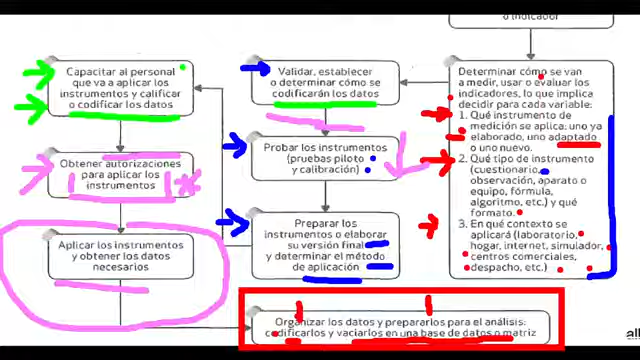 o indicador
Capacitar al personal
que va a aplicar los
instrumentos y calificar
o codificar los datos
Validar, establecer
o determinar cómo se
codificarán los datos
Determinar cómo se van
a medir, usar o evaluar los
indicadores, lo que implica
decidir para cada variable:
1. Qué instrumento de
medición se aplica: uno ya
elaborado, uno adaptado
o uno nuevo.
2. Qué tipo de instrumento
(cuestionario,
observación, aparato o
equipo, fórmula,
algoritmo, etc.) y qué
formato.
3. En qué contexto se
aplicará (laboratorio,
hogar, internet, simulador,
centros comerciales,
despacho, etc.)
Probar los instrumentos
(pruebas piloto
y calibración)
Obtener autorizaciones
para aplicar los
instrumentos
Preparar los
instrumentos o elaborar
su versión final
y determinar el método
de aplicación
Aplicar los instrumentos
y obtener los datos
necesarios
Organizar los datos y prepararlos para el análisis:
codificarlos y vaciarlos en una base de datos o matriz